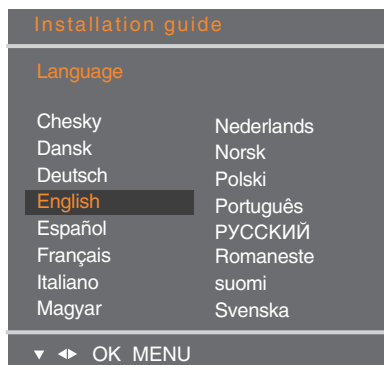 Installation guide
Language
Chesky
Dansk
Deutsch
English
Español
Français
Italiano
Magyar
Nederlands
Norsk
Polski
Português
РУССКИЙ
Romaneste
suomi
Svenska
OK MENU